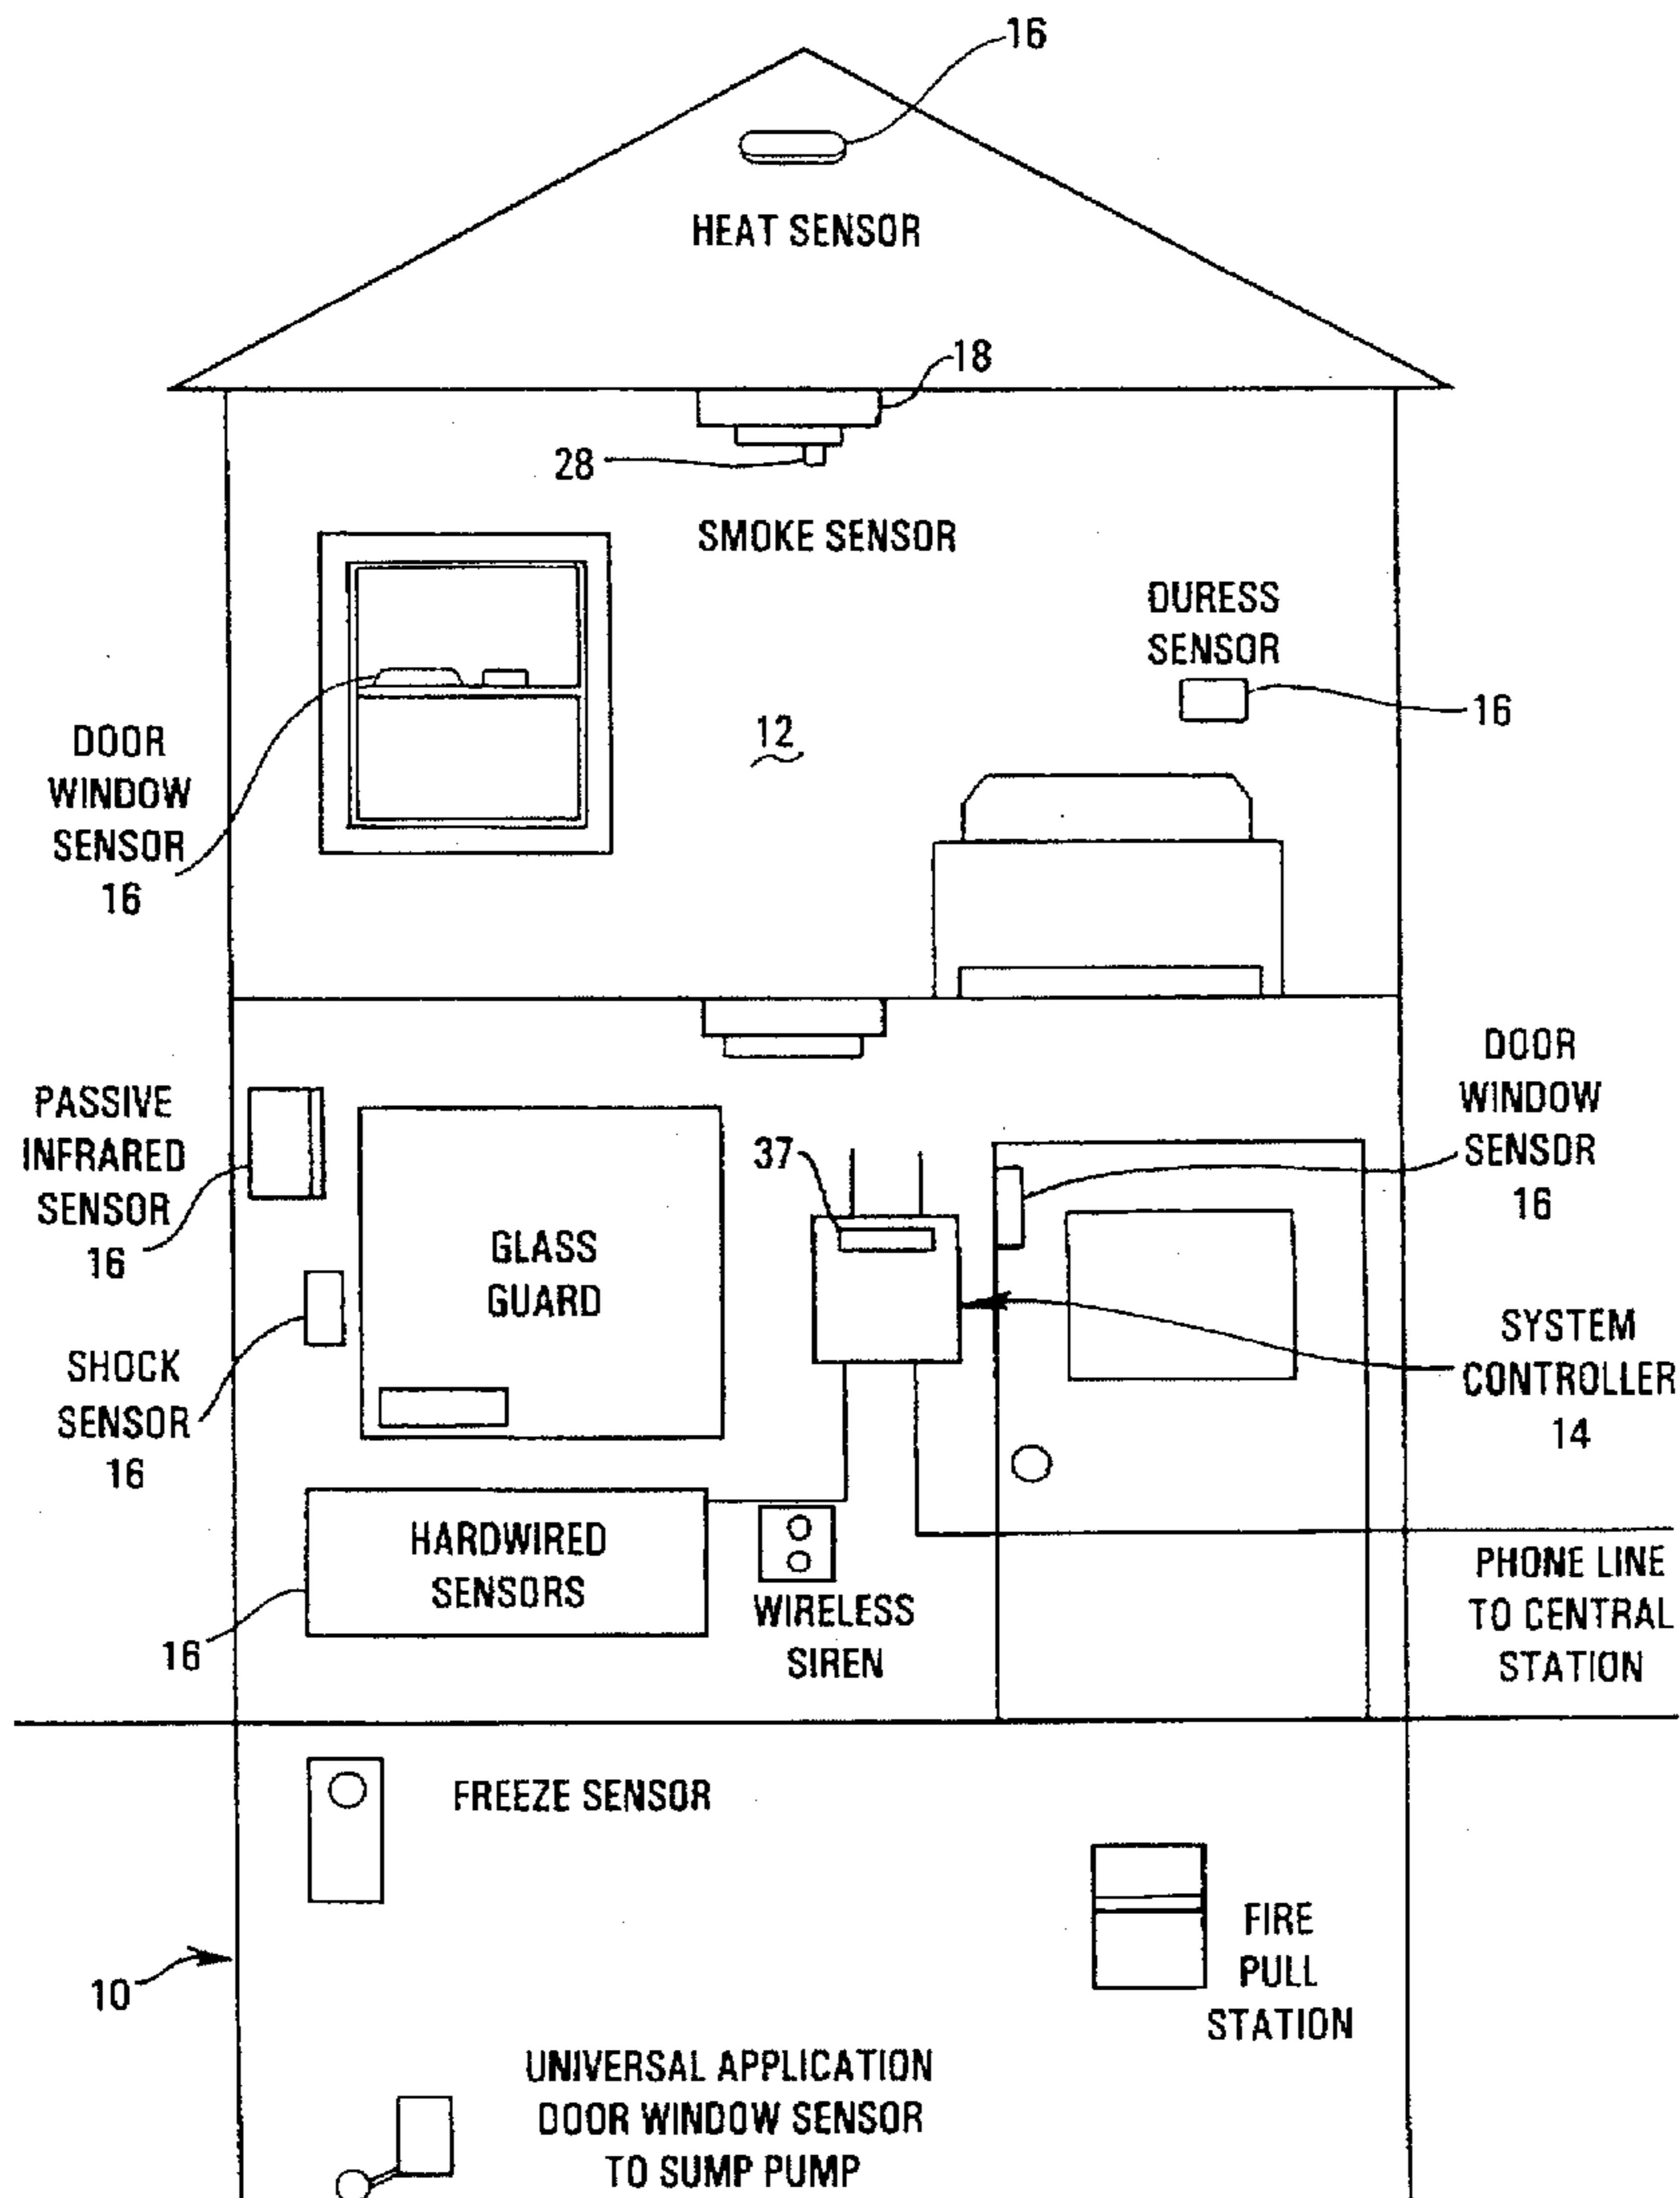 16
HEAT SENSOR
18
28
SMOKE SENSOR
DURESS
SENSOR
16
DOOR
WINDOW
SENSOR
16
12
DOOR
WINDOW
SENSOR
16
PASSIVE
INFRARED
SENSOR
16
37
GLASS
GUARD
SYSTEM
CONTROLLER
14
SHOCK
SENSOR
16
HARDWIRED
SENSORS
16
WIRELESS
SIREN
PHONE LINE
TO CENTRAL
STATION
FREEZE SENSOR
FIRE
PULL
STATION
10
UNIVERSAL APPLICATION
DOOR WINDOW SENSOR
TO SUMP PUMP